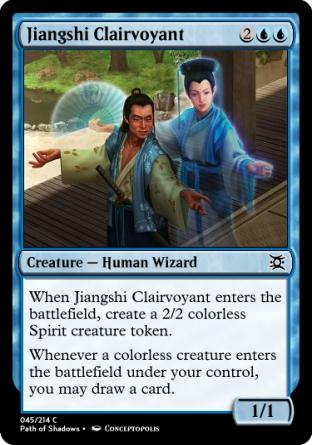 Jiangshi Clairvoyant 2
Creature — Human Wizard
When Jiangshi Clairvoyant enters the
battlefield, create a 2/2 colorless
Spirit creature token.
Whenever a colorless creature enters
the battlefield under your control,
you may draw a card.
1/1
045/214 C
Path of Shadows • Conceptopolis